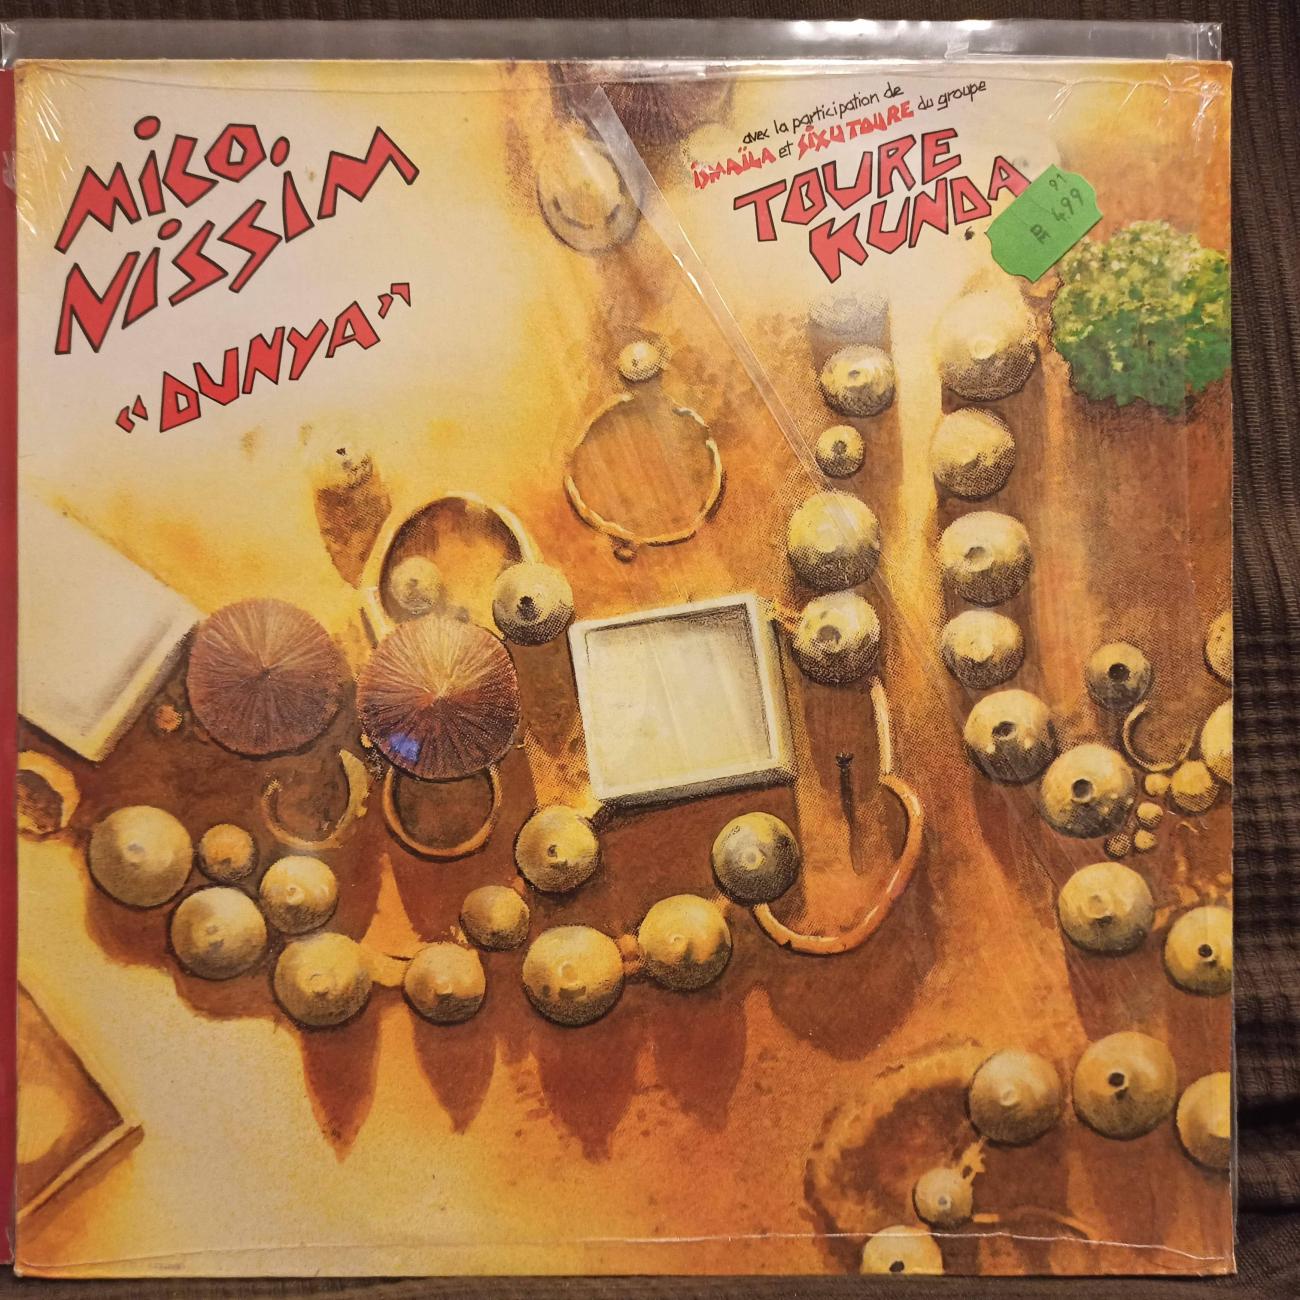 MiCO.
NiSSiM
“DUNYA”
avec la participation de
iSMAÏLA et SiXU TOURE du groupe
TOURE
KUNDA
91
4.99